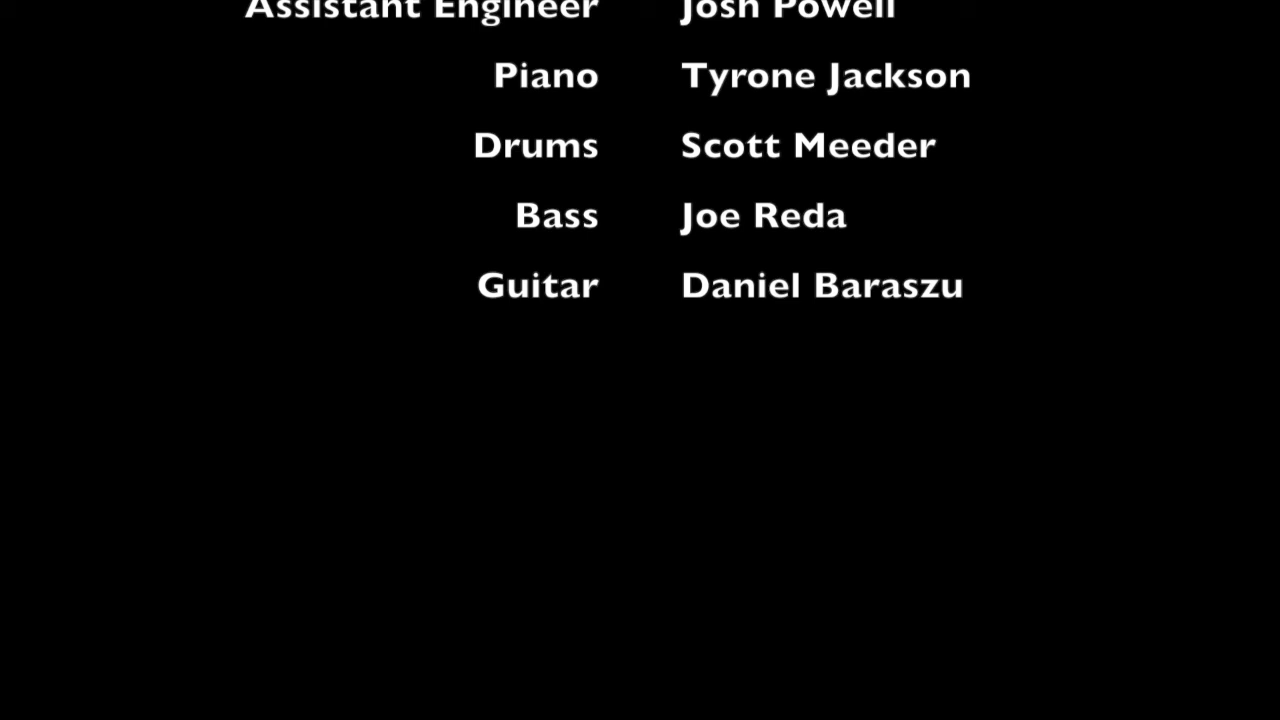 Assistant Engineer Josh Powell
Piano Tyrone Jackson
Drums Scott Meeder
Bass Joe Reda
Guitar Daniel Baraszu